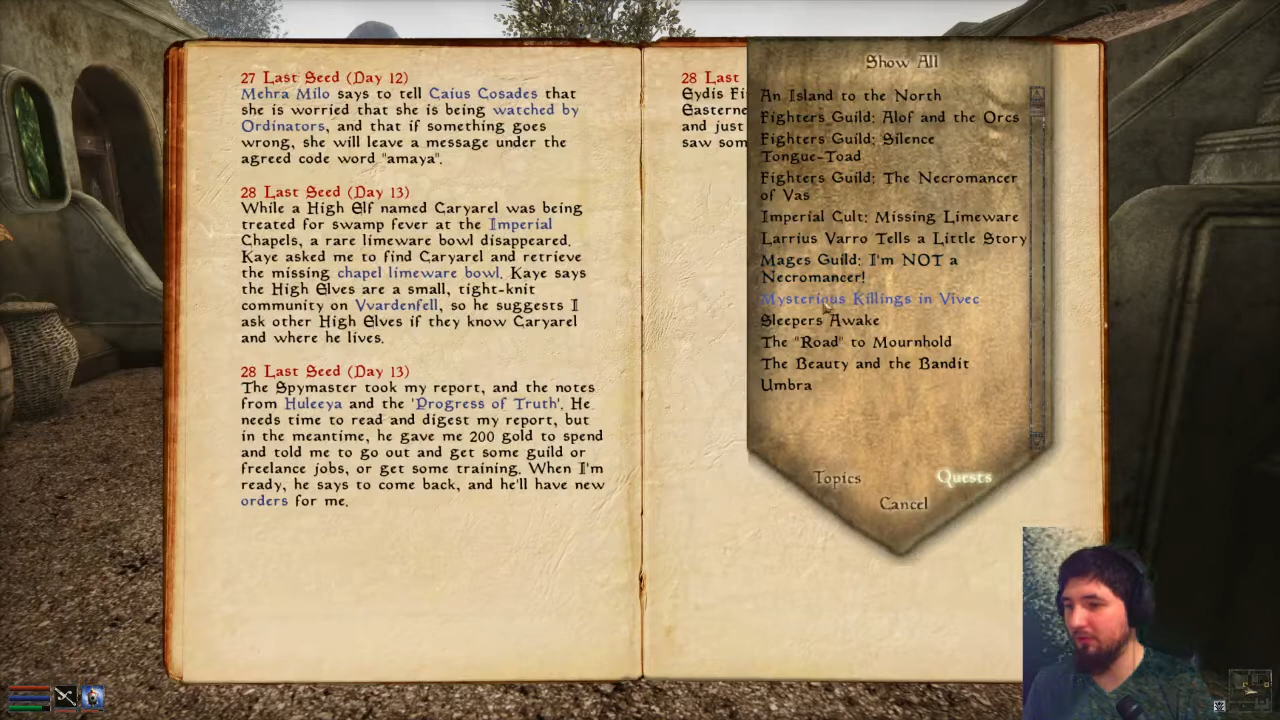 27 Last Seed (Day 12)
Mehra Milo says to tell Caius Cosades that
she is worried that she is being watched by
Ordinators, and that if something goes
wrong, she will leave a message under the
agreed code word "amaya".
28 Last Seed (Day 13)
While a High Elf named Caryarel was being
treated for swamp fever at the Imperial
Chapels, a rare limeware bowl disappeared.
Kaye asked me to find Caryarel and retrieve
the missing chapel limeware bowl. Kaye says
the High Elves are a small, tight-knit
community on Vvardenfell, so he suggests I
ask other High Elves if they know Caryarel
and where he lives.
28 Last Seed (Day 13)
The Spymaster took my report, and the notes
from Huleeya and the 'Progress of Truth'. He
needs time to read and digest my report, but
in the meantime, he gave me 200 gold to spend
and told me to go out and get some guild or
freelance jobs, or get some training. When I'm
ready, he says to come back, and he'll have new
orders for me.
28 Last
Eydis Fi
Easterne
and just
saw som
Show All
An Island to the North
Fighters Guild: Alof and the Orcs
Fighters Guild: Silence
Tongue-Toad
Fighters Guild: The Necromancer
of Vas
Imperial Cult: Missing Limeware
Larrius Varro Tells a Little Story
Mages Guild: I'm NOT a
Necromancer!
Mysterious Killings in Vivec
Sleepers Awake
The "Road" to Mournhold
The Beauty and the Bandit
Umbra
Topics
Quests
Cancel